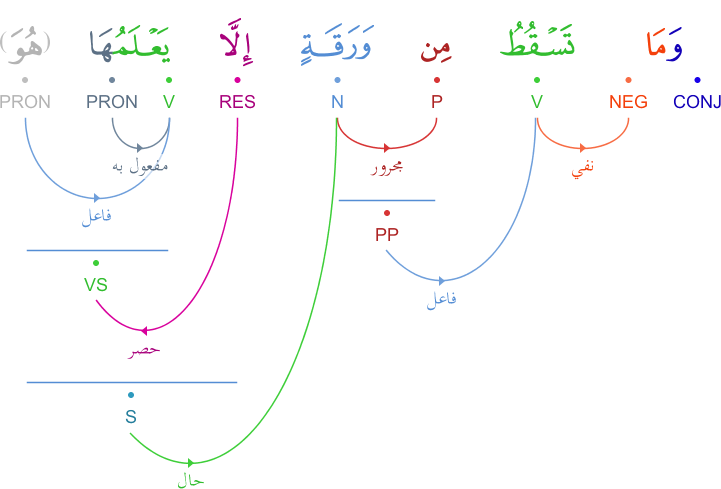 وَمَا تَسْقُطُ مِن وَرَقَةٍ إِلَّا يَعْلَمُهَا (هُوَ)
CONJ NEG V P N RES V PRON PRON
نفي
مجرور
مفعول به
فاعل
PP
VS
فاعل
حصر
S
حال